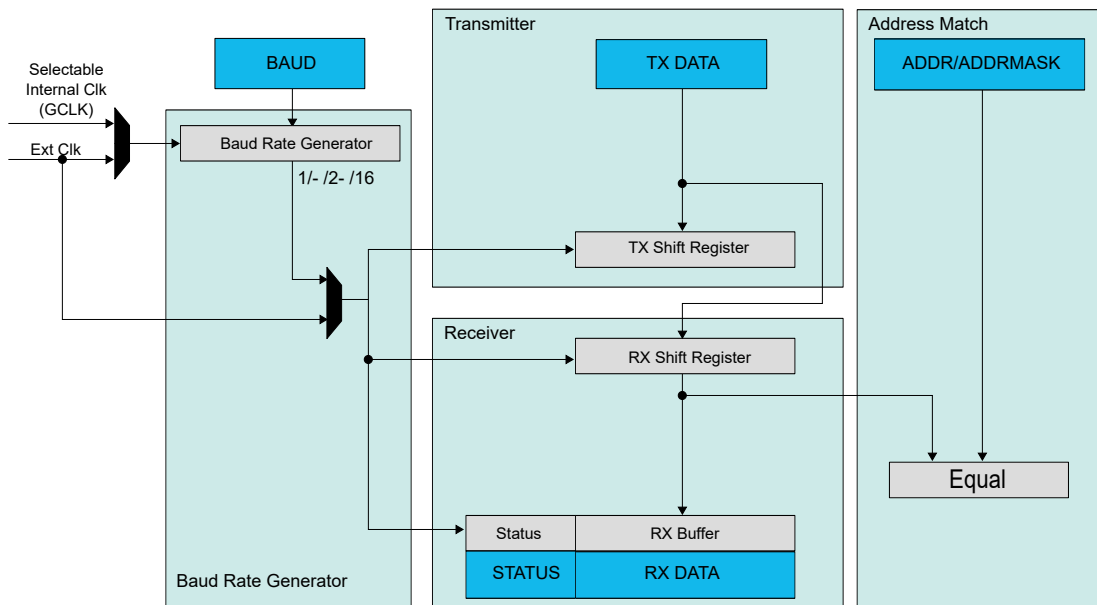 Transmitter
Address Match
BAUD
TX DATA
ADDR/ADDRMASK
Selectable
Internal Clk
(GCLK)
Baud Rate Generator
Ext Clk
1/- /2- /16
TX Shift Register
Receiver
RX Shift Register
Equal
Status
RX Buffer
STATUS
RX DATA
Baud Rate Generator